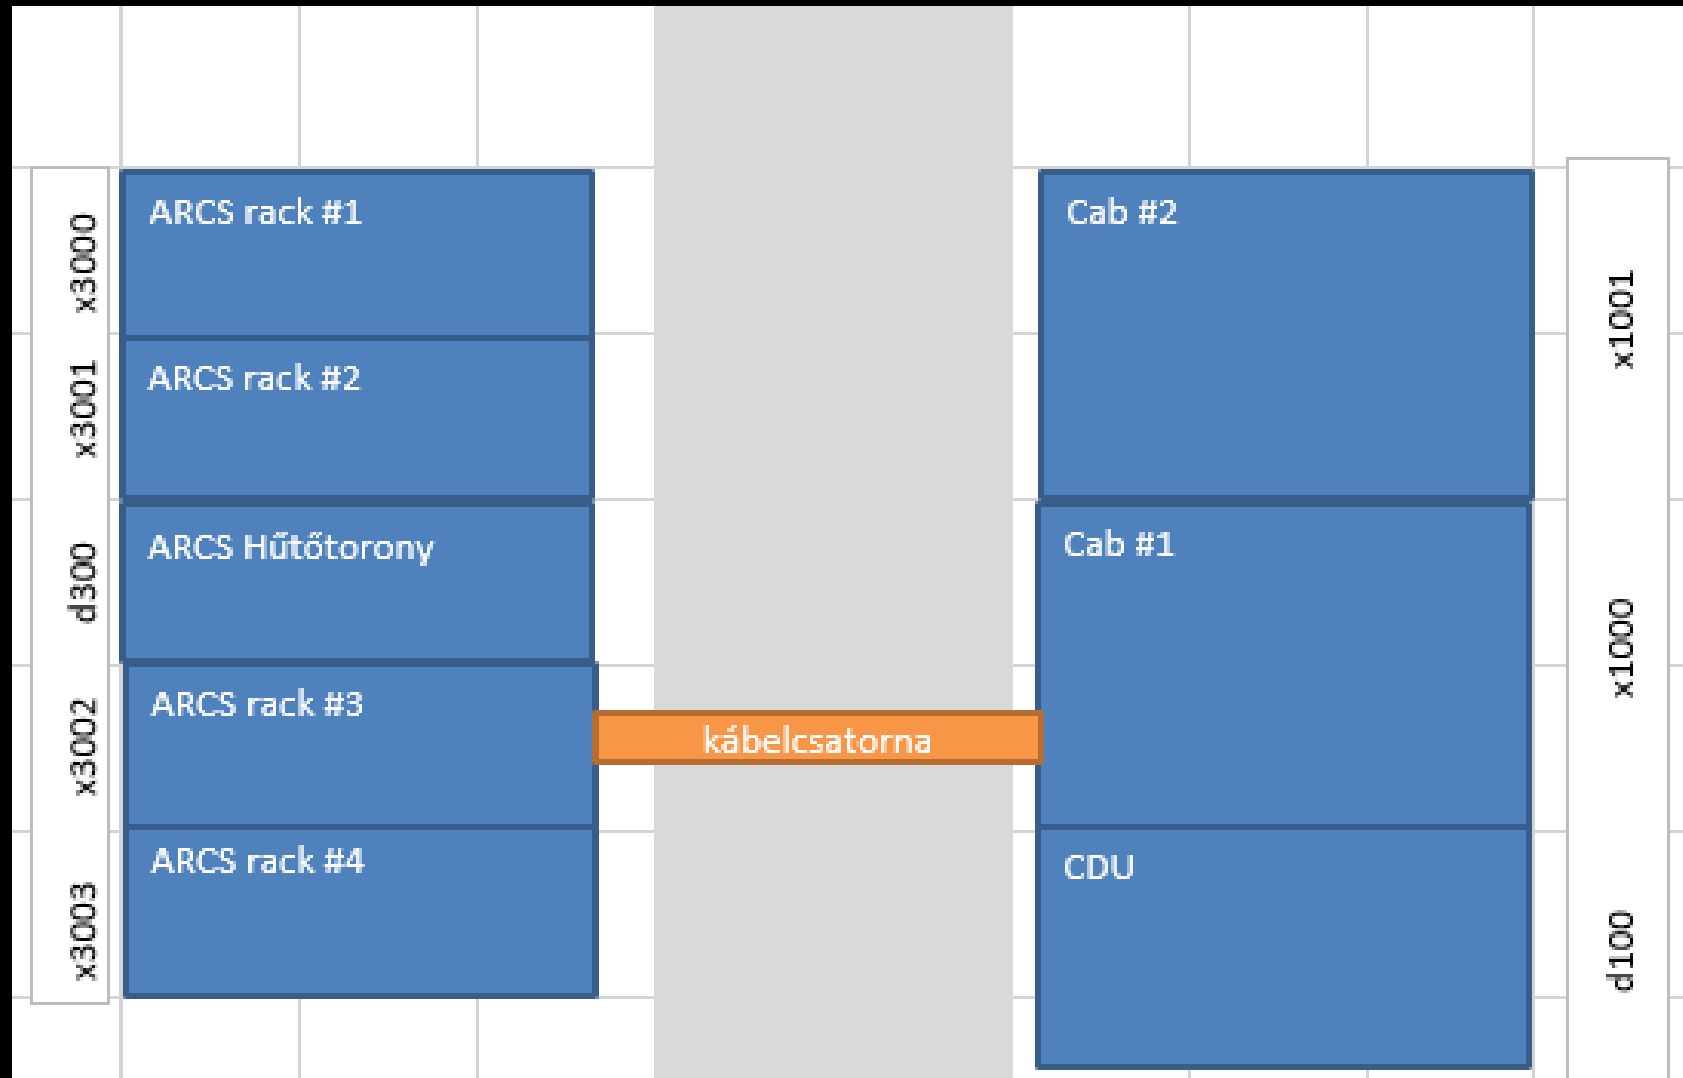 x3000
x3001
d300
x3002
x3003
ARCS rack #1
ARCS rack #2
ARCS Hűtőtorony
ARCS rack #3
ARCS rack #4
kábelcsatorna
Cab #2
Cab #1
CDU
x1001
x1000
d100